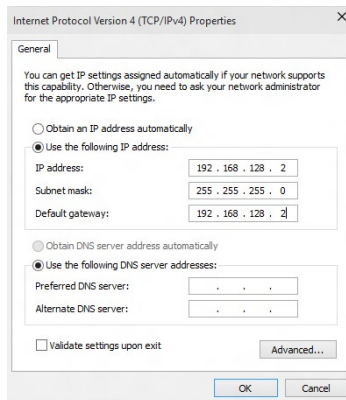 Internet Protocol Version 4 (TCP/IPv4) Properties
General
You can get IP settings assigned automatically if your network supports
this capability. Otherwise, you need to ask your network administrator
for the appropriate IP settings.
Obtain an IP address automatically
Use the following IP address:
IP address: 192 . 168 . 128 . 2
Subnet mask: 255 . 255 . 255 . 0
Default gateway: 192 . 168 . 128 . 2
Obtain DNS server address automatically
Use the following DNS server addresses:
Preferred DNS server: . . .
Alternate DNS server: . . .
Validate settings upon exit
Advanced...
OK Cancel